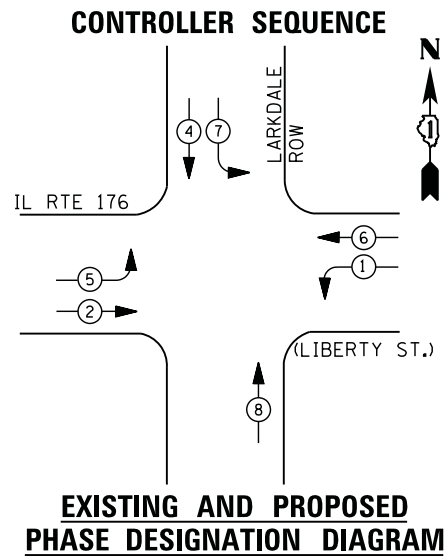 CONTROLLER SEQUENCE
N
1
4
7
LARKDALE
ROW
IL RTE 176
6
1
5
2
(LIBERTY ST.)
8
EXISTING AND PROPOSED
PHASE DESIGNATION DIAGRAM